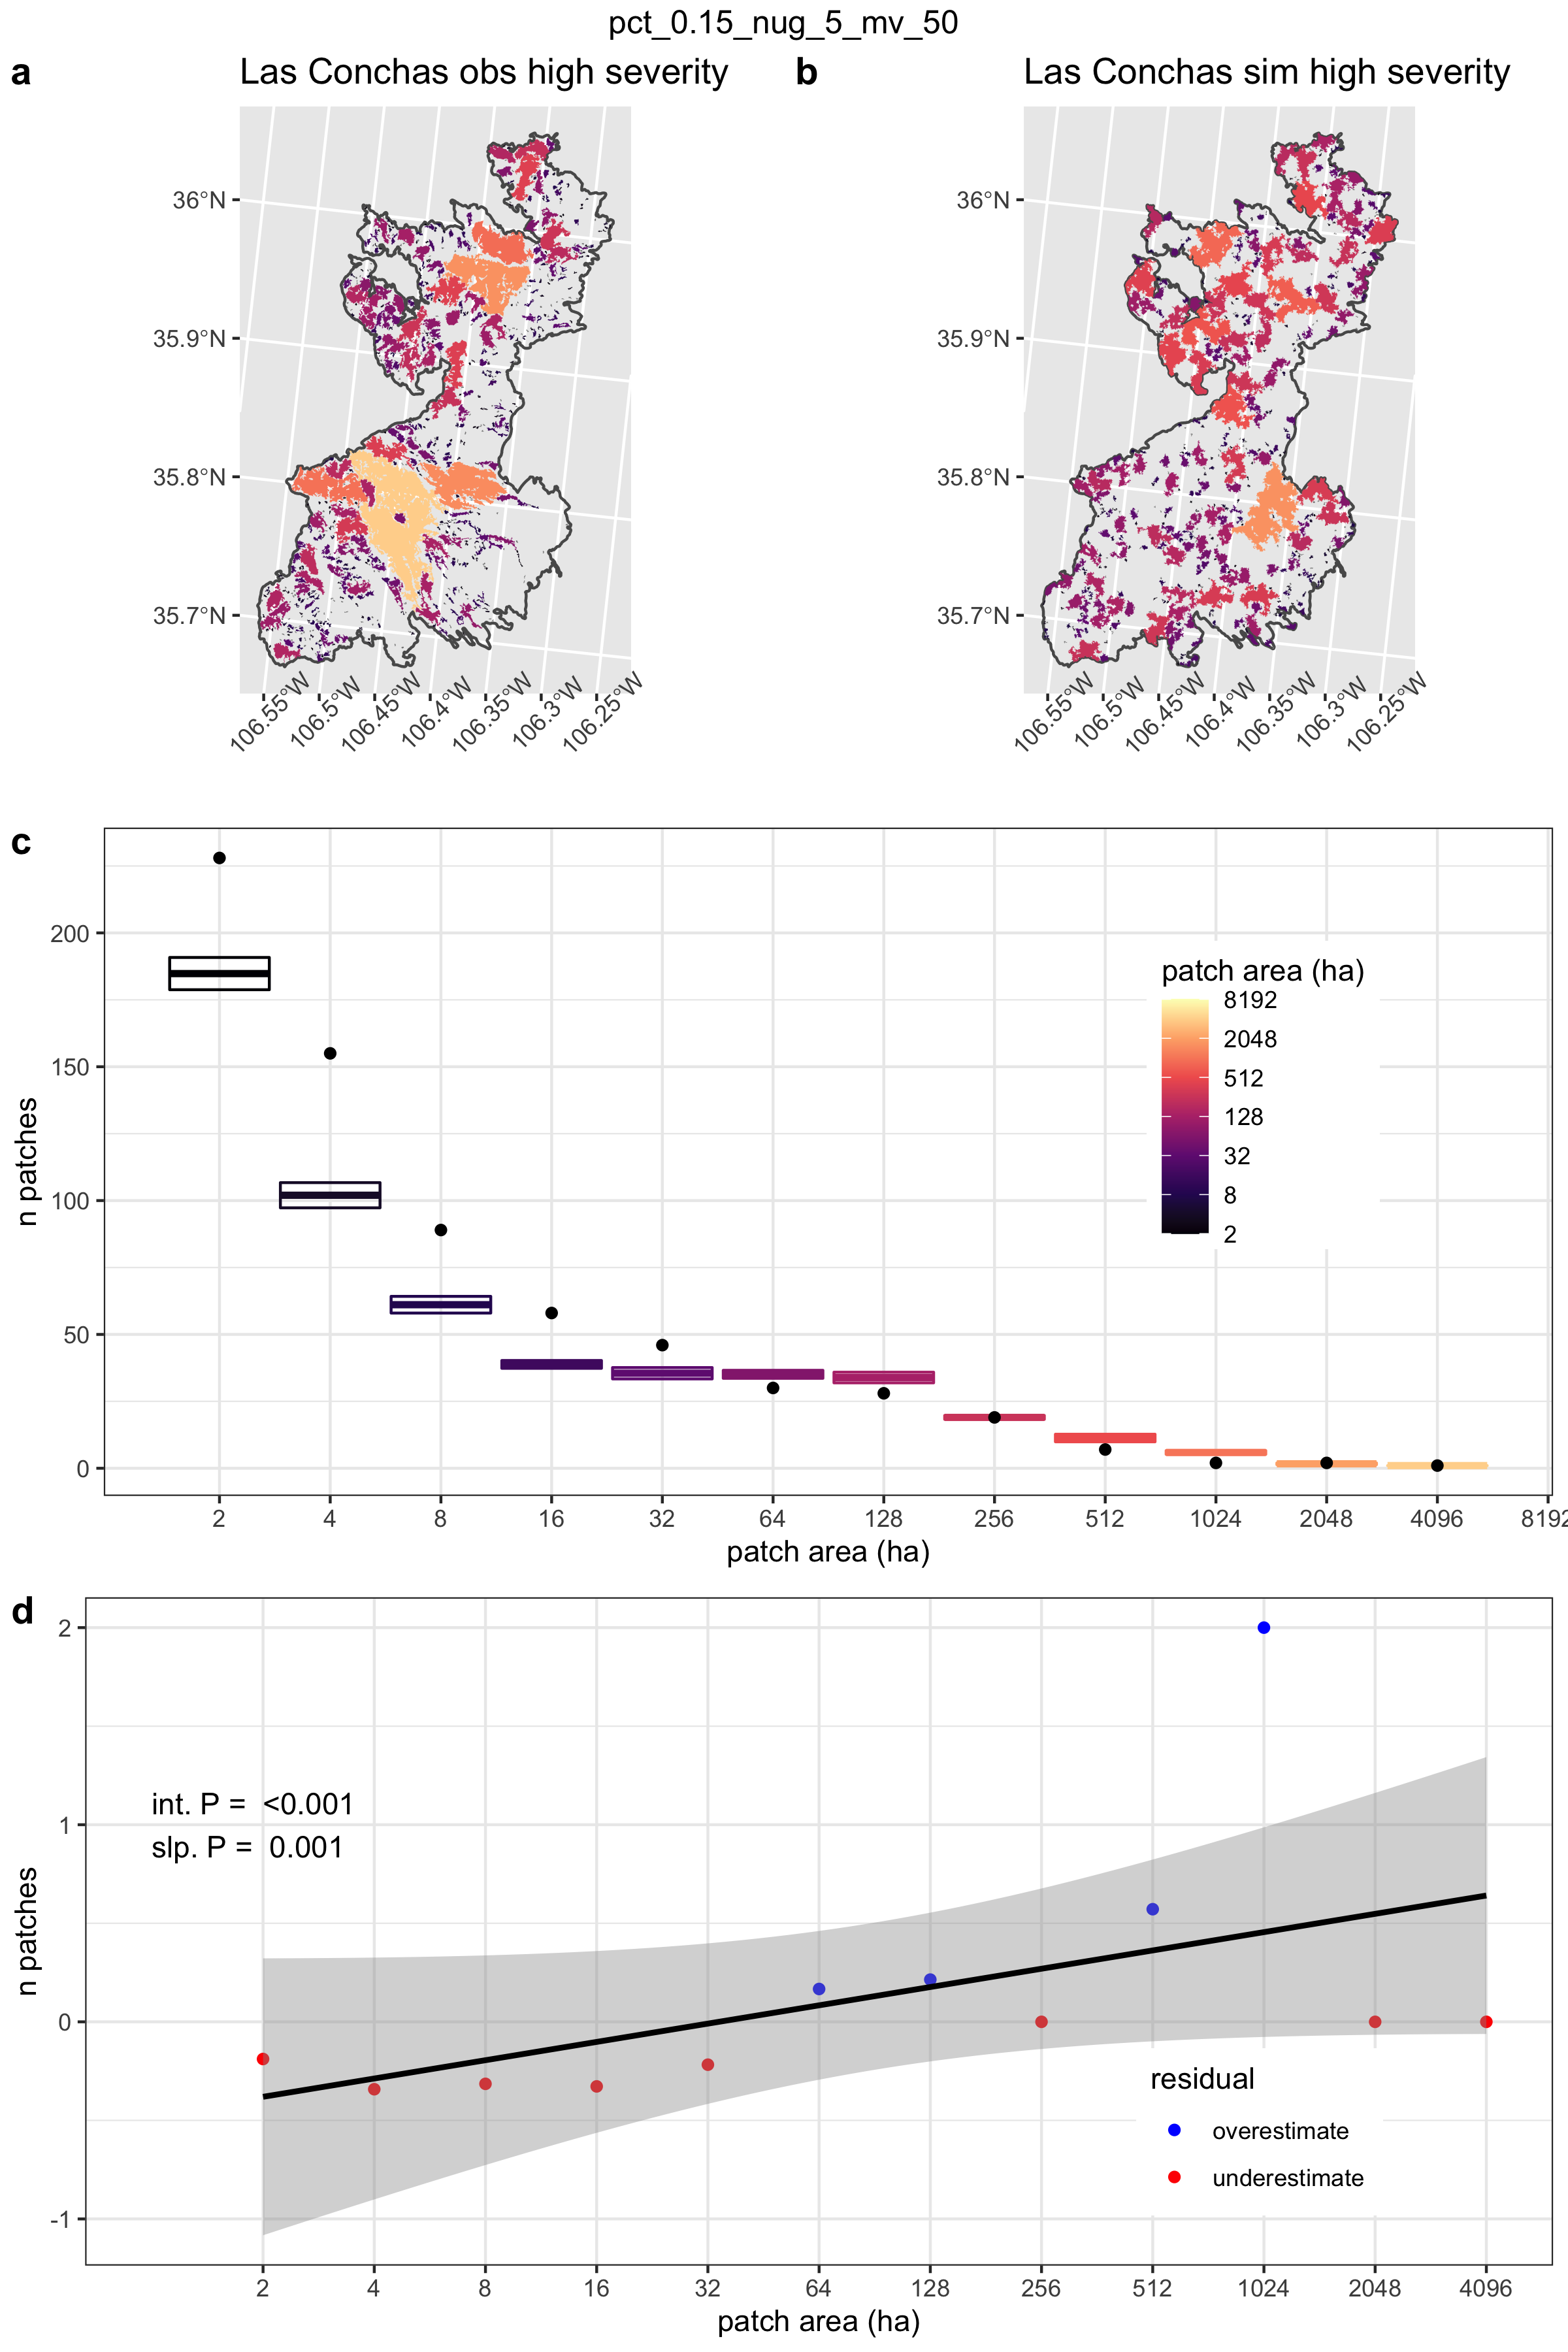 pct_0.15_nug_5_mv_50
a
Las Conchas obs high severity
36°N
35.9°N
35.8°N
35.7°N
106.55°W
106.5°W
106.45°W
106.4°W
106.35°W
106.3°W
106.25°W
b
Las Conchas sim high severity
36°N
35.9°N
35.8°N
35.7°N
106.55°W
106.5°W
106.45°W
106.4°W
106.35°W
106.3°W
106.25°W
c
n patches
200
150
100
50
0
patch area (ha)
8192
2048
512
128
32
8
2
2 4 8 16 32 64 128 256 512 1024 2048 4096 8192
patch area (ha)
d
n patches
2
1
0
-1
int. P = <0.001
slp. P = 0.001
residual
overestimate
underestimate
2 4 8 16 32 64 128 256 512 1024 2048 4096
patch area (ha)